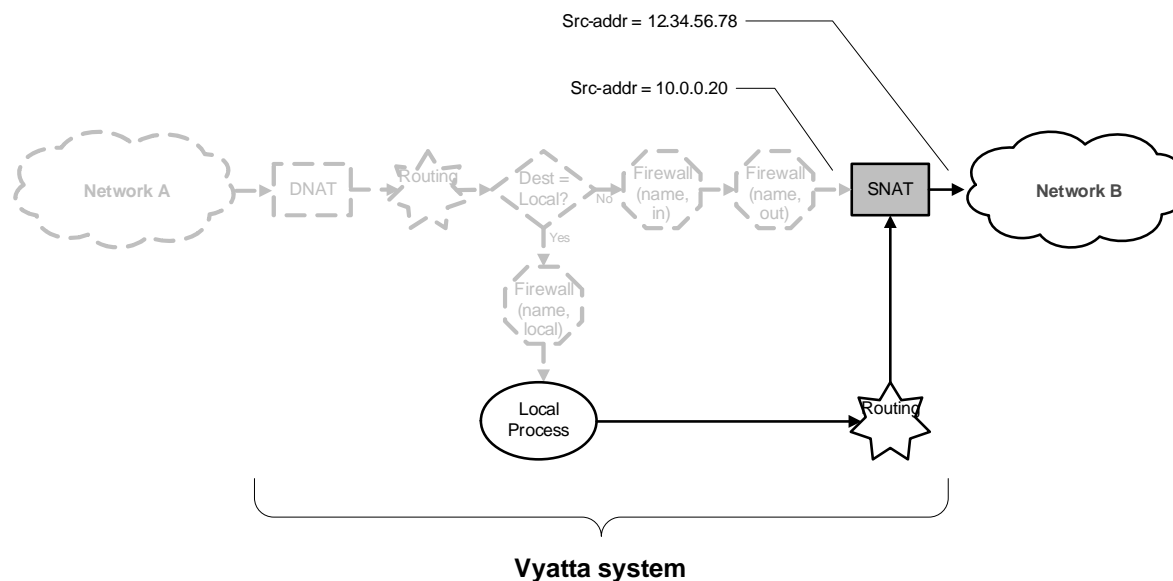 Src-addr = 12.34.56.78
Src-addr = 10.0.0.20
Network A
DNAT
Routing
Dest =
Local?
No
Firewall
(name,
in)
Firewall
(name,
out)
SNAT
Network B
Yes
Firewall
(name,
local)
Local
Process
Routing
Vyatta system